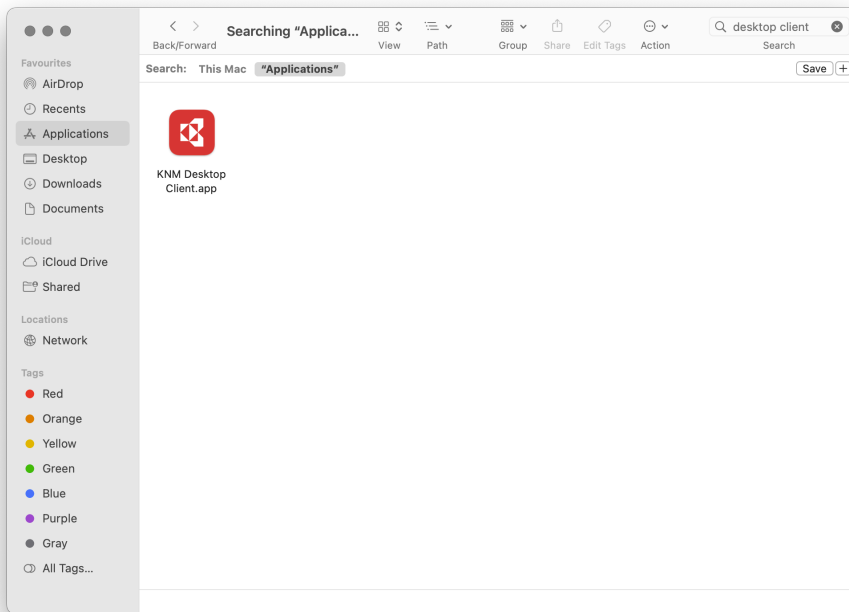 Searching “Applica...
Back/Forward
View
Path
Group
Share
Edit Tags
Action
desktop client
Search
Favourites
AirDrop
Recents
Applications
Desktop
Downloads
Documents
iCloud
iCloud Drive
Shared
Locations
Network
Tags
Red
Orange
Yellow
Green
Blue
Purple
Gray
All Tags...
Search: This Mac “Applications”
Save +
KNM Desktop
Client.app